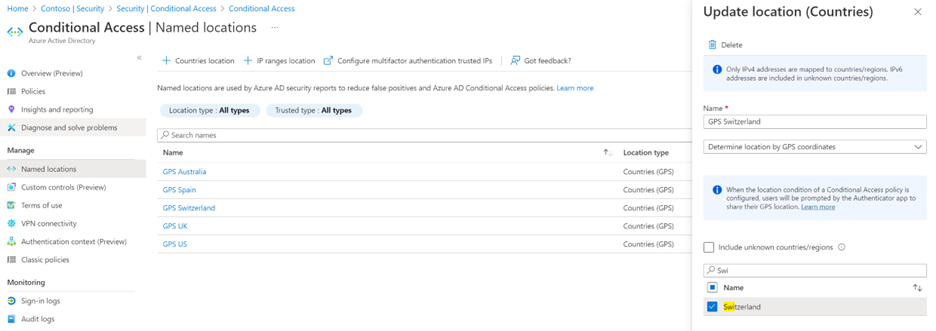 Home > Contoso | Security > Security | Conditional Access > Conditional Access
Conditional Access | Named locations ...
Azure Active Directory
«
Overview (Preview)
Policies
Insights and reporting
Diagnose and solve problems
Manage
Named locations
Custom controls (Preview)
Terms of use
VPN connectivity
Authentication context (Preview)
Classic policies
Monitoring
Sign-in logs
Audit logs
+ Countries location + IP ranges location Configure multifactor authentication trusted IPs Got feedback?
Named locations are used by Azure AD security reports to reduce false positives and Azure AD Conditional Access policies. Learn more
Location type : All types Trusted type : All types
Search names
Name Location type
GPS Australia Countries (GPS)
GPS Spain Countries (GPS)
GPS Switzerland Countries (GPS)
GPS UK Countries (GPS)
GPS US Countries (GPS)
Update location (Countries)
Delete
Only IPv4 addresses are mapped to countries/regions. IPv6
addresses are included in unknown countries/regions.
Name *
GPS Switzerland
Determine location by GPS coordinates
When the location condition of a Conditional Access policy is
configured, users will be prompted by the Authenticator app to
share their GPS location. Learn more
Include unknown countries/regions
Swi
Name
Switzerland